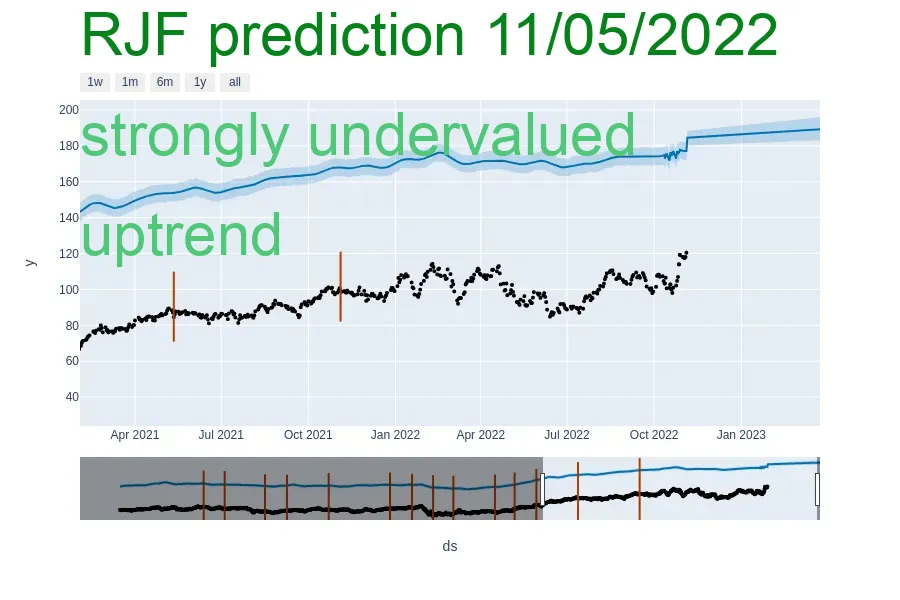 RJF prediction 11/05/2022
1w 1m 6m 1y all
200
strongly undervalued
180
160
140
uptrend
120
y
100
80
60
40
Apr 2021 Jul 2021 Oct 2021 Jan 2022 Apr 2022 Jul 2022 Oct 2022 Jan 2023
ds